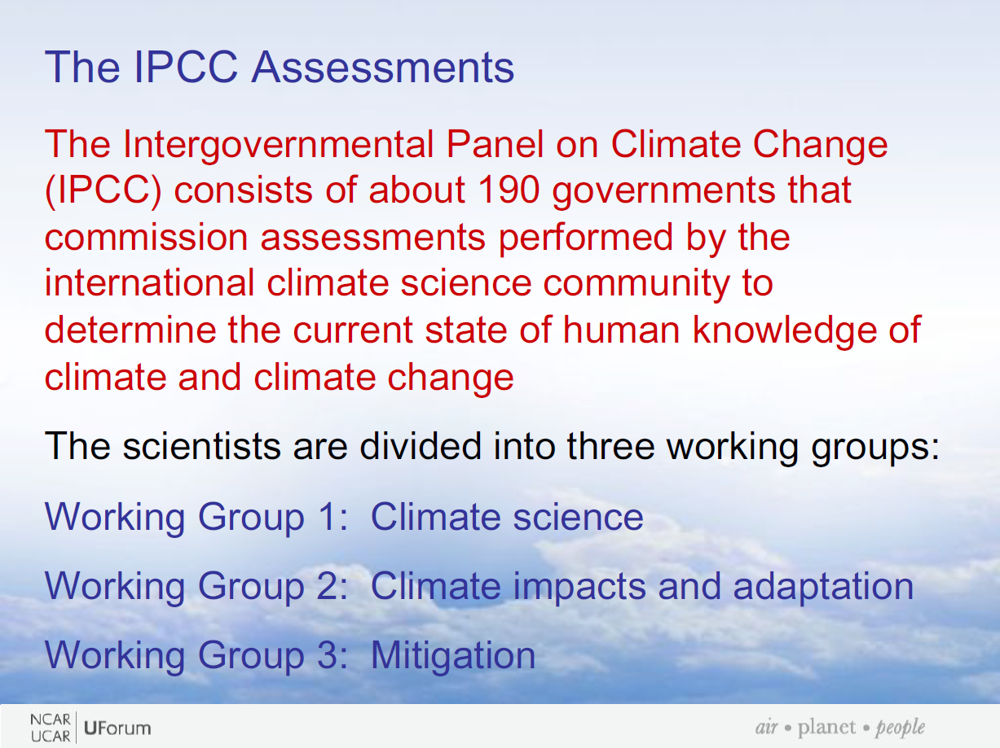 The IPCC Assessments
The Intergovernmental Panel on Climate Change
(IPCC) consists of about 190 governments that
commission assessments performed by the
international climate science community to
determine the current state of human knowledge of
climate and climate change
The scientists are divided into three working groups:
Working Group 1:  Climate science
Working Group 2:  Climate impacts and adaptation
Working Group 3:  Mitigation
NCAR
UCAR
UForum
air • planet • people